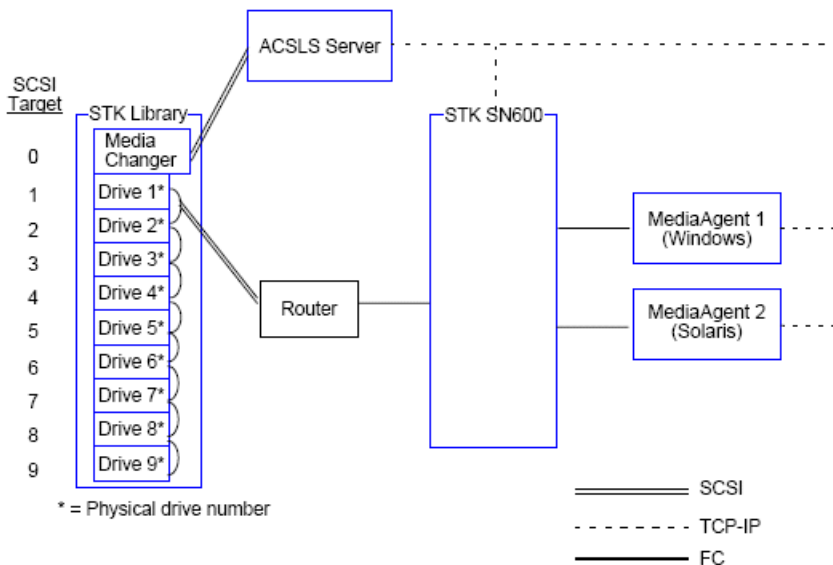 ACSLS Server
SCSI
Target
STK Library
STK SN600
Media
Changer
0
Drive 1*
1
Drive 2*
2
Drive 3*
3
Drive 4*
4
Drive 5*
5
Drive 6*
6
Drive 7*
7
Drive 8*
8
Drive 9*
9
Router
MediaAgent 1
(Windows)
MediaAgent 2
(Solaris)
* = Physical drive number
SCSI
TCP-IP
FC